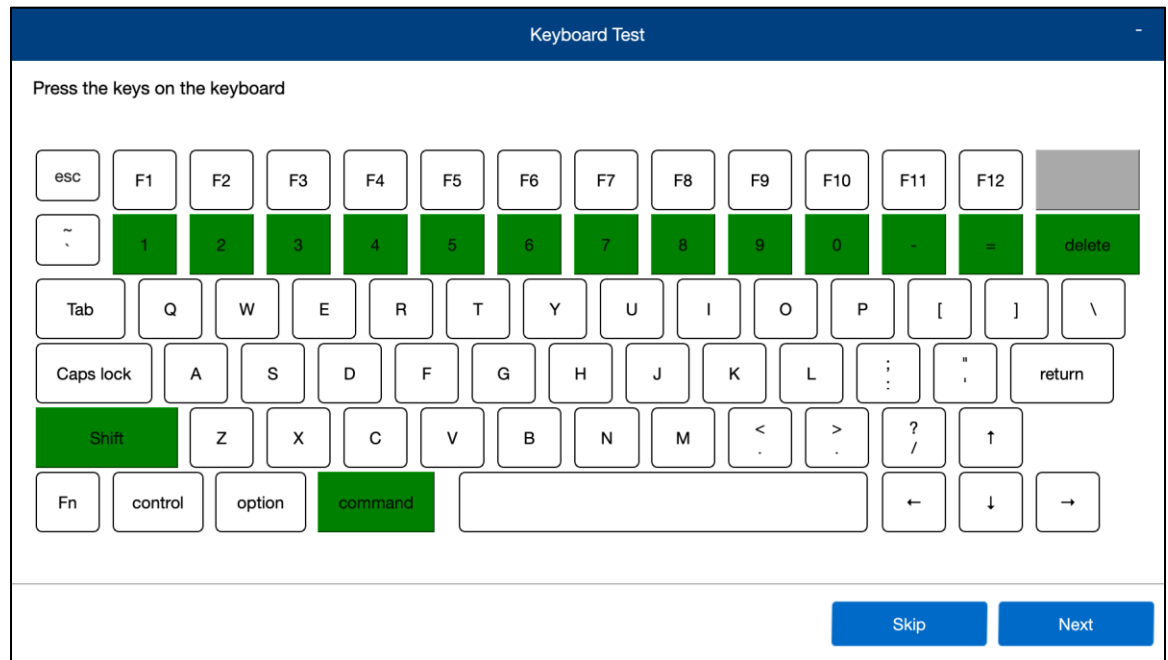 Keyboard Test -
Press the keys on the keyboard
esc F1 F2 F3 F4 F5 F6 F7 F8 F9 F10 F11 F12
~
` 1 2 3 4 5 6 7 8 9 0 - = delete
Tab Q W E R T Y U I O P [ ] \
Caps lock A S D F G H J K L ; : " ' return
Shift Z X C V B N M < . > . ? / ↑
Fn control option command ← ↓ →
Skip Next